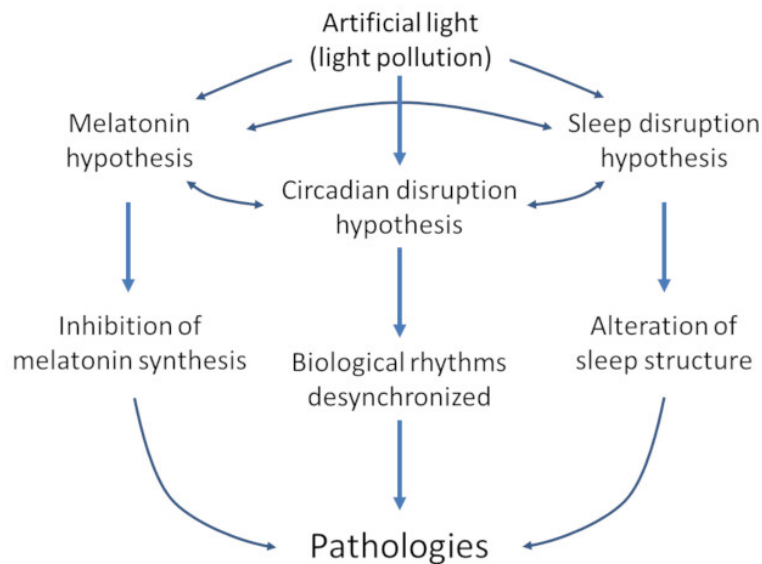 Artificial light
(light pollution)
Melatonin
hypothesis
Sleep disruption
hypothesis
Circadian disruption
hypothesis
Inhibition of
melatonin synthesis
Biological rhythms
desynchronized
Alteration of
sleep structure
Pathologies